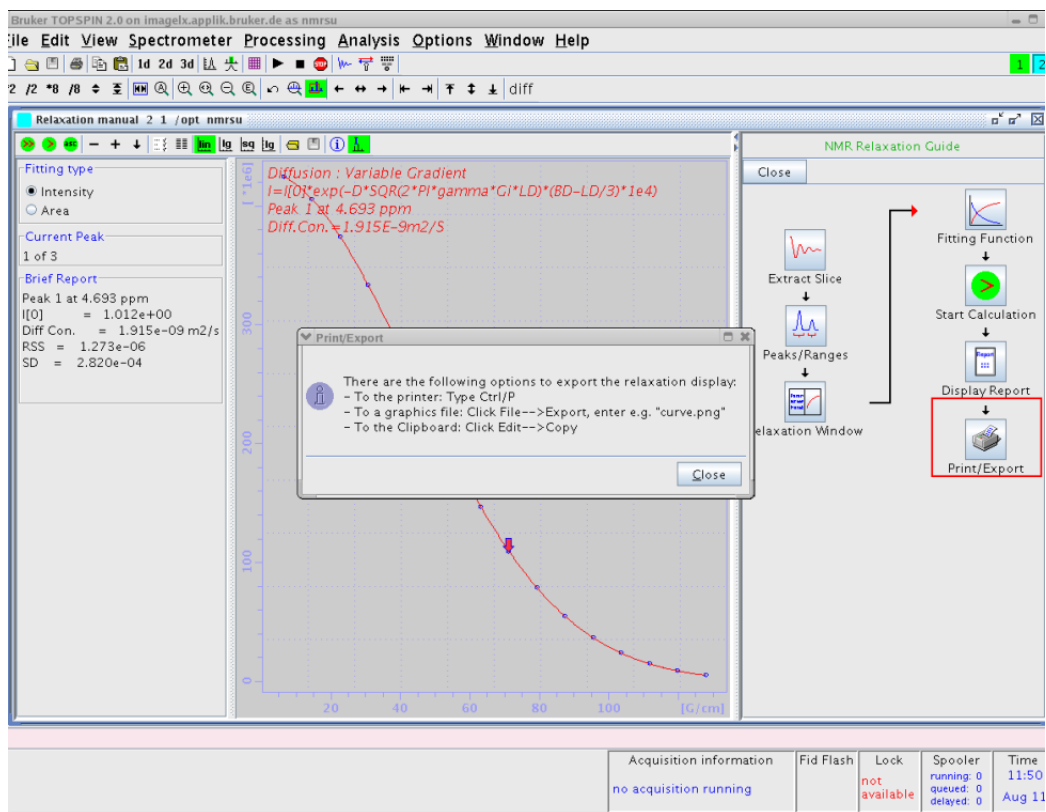 Bruker TOPSPIN 2.0 on imagelx.applik.bruker.de as nmrsu
File Edit View Spectrometer Processing Analysis Options Window Help
1d 2d 3d
1 2
*2 /2 *8 /8 diff
Relaxation manual 2 1 /opt nmrsu
ASC lin lg sq lg
NMR Relaxation Guide
Close
Fitting type
Intensity
Area
Current Peak
1 of 3
Brief Report
Peak 1 at 4.693 ppm
I[0] = 1.012e+00
Diff Con. = 1.915e-09 m2/s
RSS = 1.273e-06
SD = 2.820e-04
[ *1e6]
Diffusion : Variable Gradient
I=I[0]*exp(-D*SQR(2*PI*gamma*GI*LD)*(BD-LD/3)*1e4)
Peak 1 at 4.693 ppm
Diff.Con.=1.915E-9m2/S
300
200
100
0
20 40 60 80 100 [G/cm]
Print/Export
There are the following options to export the relaxation display:
- To the printer: Type Ctrl/P
- To a graphics file: Click File-->Export, enter e.g. "curve.png"
- To the Clipboard: Click Edit-->Copy
Close
Extract Slice
Peaks/Ranges
elaxation Window
Fitting Function
Start Calculation
Report
Display Report
Print/Export
Acquisition information
no acquisition running
Fid Flash
Lock
not
available
Spooler
running: 0
queued: 0
delayed: 0
Time
11:50
Aug 11